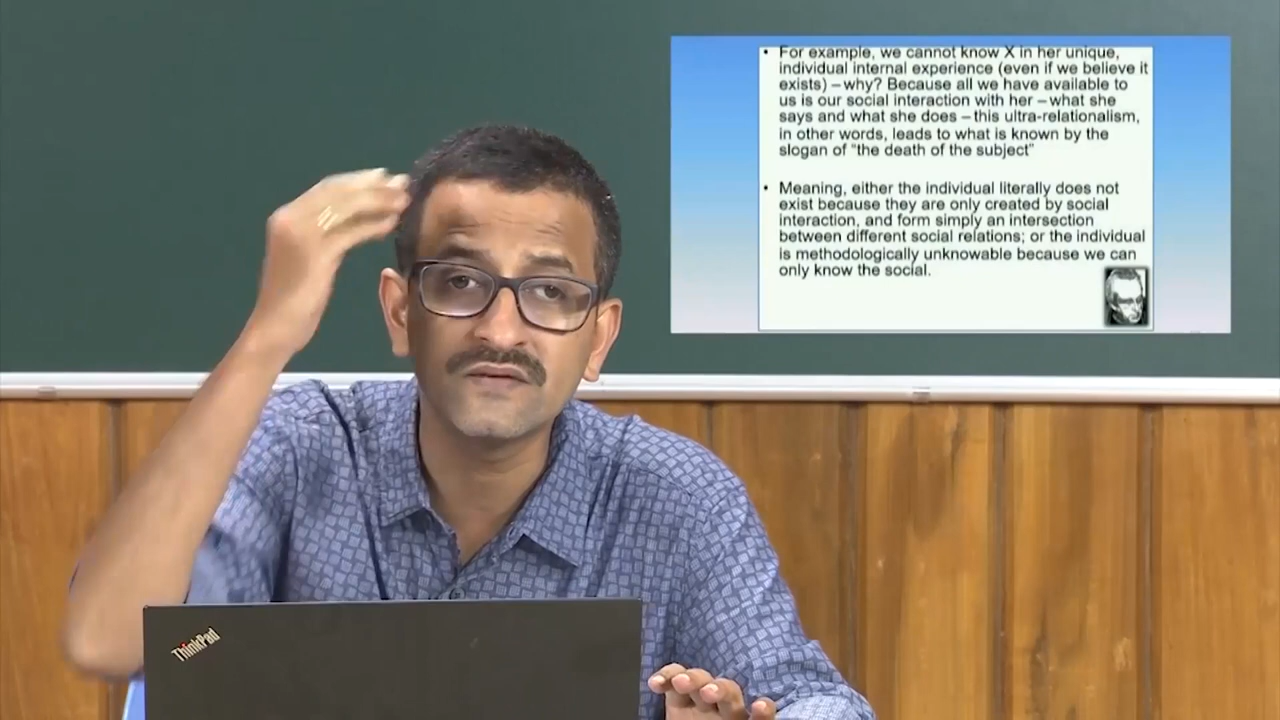 • For example, we cannot know X in her unique,
individual internal experience (even if we believe it
exists) – why? Because all we have available to
us is our social interaction with her – what she
says and what she does – this ultra-relationalism,
in other words, leads to what is known by the
slogan of "the death of the subject"
• Meaning, either the individual literally does not
exist because they are only created by social
interaction, and form simply an intersection
between different social relations; or the individual
is methodologically unknowable because we can
only know the social.
ThinkPad